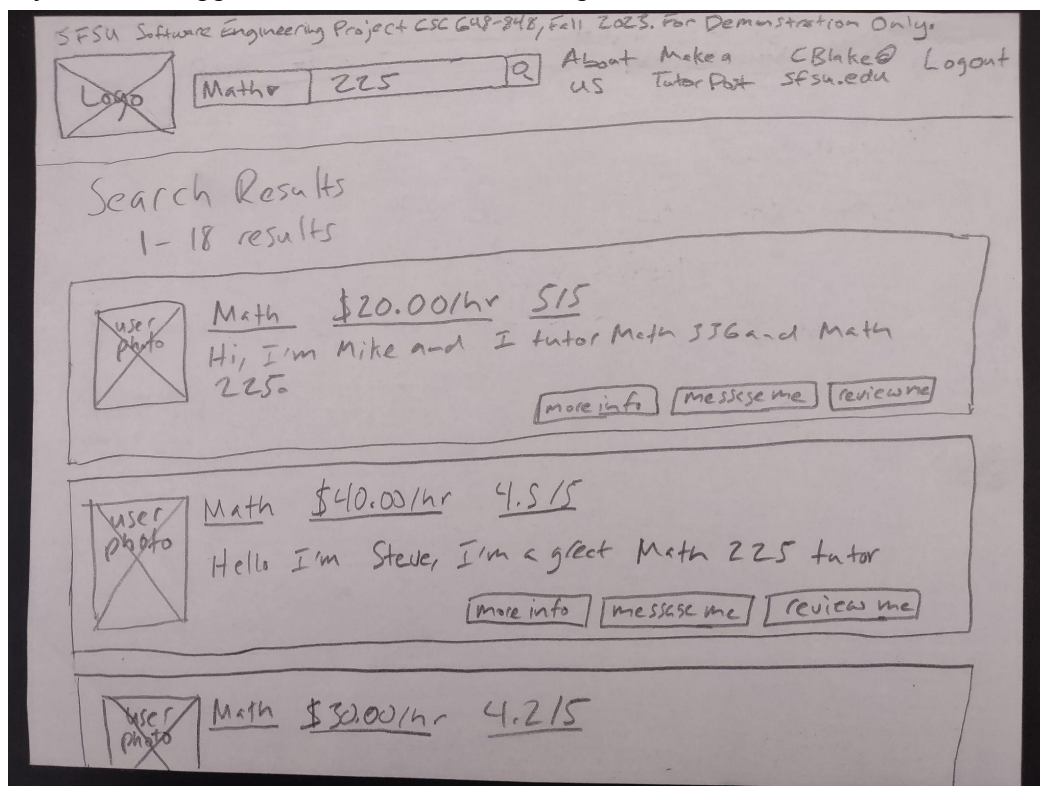 SFSU Software Engineering Project CSC 648-848, Fall 2023. For Demonstration Only.
Logo
Math▾ 225
About us
Make a Tutor Post
CBlake@sfsu.edu
Logout
Search Results
1-18 results
user photo
Math $20.00/hr 5/5
Hi, I'm Mike and I tutor Math 336 and Math
225.
more info message me review me
user photo
Math $40.00/hr 4.5/5
Hello I'm Steve, I'm a great Math 225 tutor
more info message me review me
user photo
Math $30.00/hr 4.2/5